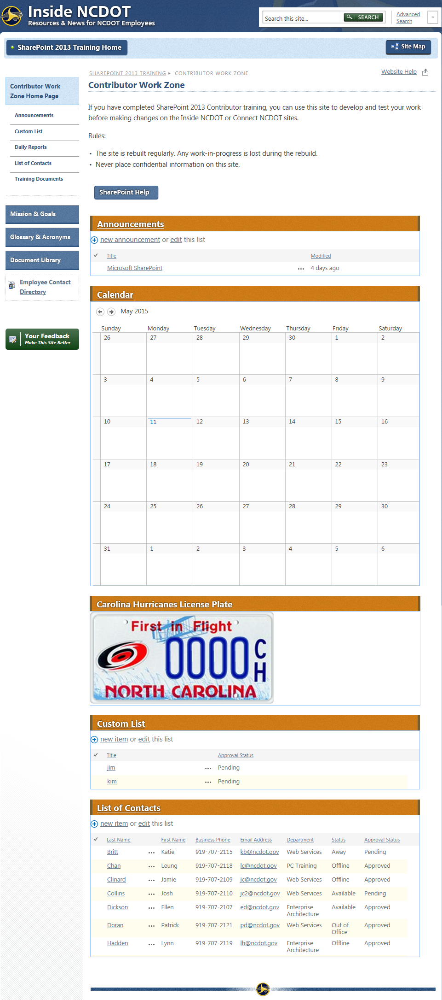 Inside NCDOT
Resources & News for NCDOT Employees
Search this site...
SEARCH
Advanced
Search
SharePoint 2013 Training Home
Site Map
SHAREPOINT 2013 TRAINING ▸ CONTRIBUTOR WORK ZONE
Website Help
Contributor Work Zone
Contributor Work
Zone Home Page
Announcements
Custom List
Daily Reports
List of Contacts
Training Documents
Mission & Goals
Glossary & Acronyms
Document Library
Employee Contact
Directory
Your Feedback
Make This Site Better
If you have completed SharePoint 2013 Contributor training, you can use this site to develop and test your work
before making changes on the Inside NCDOT or Connect NCDOT sites.
Rules:
• The site is rebuilt regularly. Any work-in-progress is lost during the rebuild.
• Never place confidential information on this site.
SharePoint Help
Announcements
new announcement or edit this list
Title Modified
Microsoft SharePoint ... 4 days ago
Calendar
May 2015
Sunday Monday Tuesday Wednesday Thursday Friday Saturday
26 27 28 29 30 1 2
3 4 5 6 7 8 9
10 11 12 13 14 15 16
17 18 19 20 21 22 23
24 25 26 27 28 29 30
31 1 2 3 4 5 6
Carolina Hurricanes License Plate
First in Flight
0000 CH
NORTH CAROLINA
Custom List
new item or edit this list
Title Approval Status
jim ... Pending
kim ... Pending
List of Contacts
new item or edit this list
Last Name First Name Business Phone Email Address Department Status Approval Status
Britt ... Katie 919-707-2115 kb@ncdot.gov Web Services Away Pending
Chan ... Leung 919-707-2118 lc@ncdot.gov PC Training Offline Approved
Clinard ... Jamie 919-707-2109 jc@ncdot.gov Web Services Offline Approved
Collins ... Josh 919-707-2110 jc2@ncdot.gov Web Services Available Pending
Dickson ... Ellen 919-707-2107 ed@ncdot.gov Enterprise Available Approved
Architecture
Doran ... Patrick 919-707-2121 pd@ncdot.gov Web Services Out of Approved
Office
Hadden ... Lynn 919-707-2119 lh@ncdot.gov Enterprise Offline Approved
Architecture